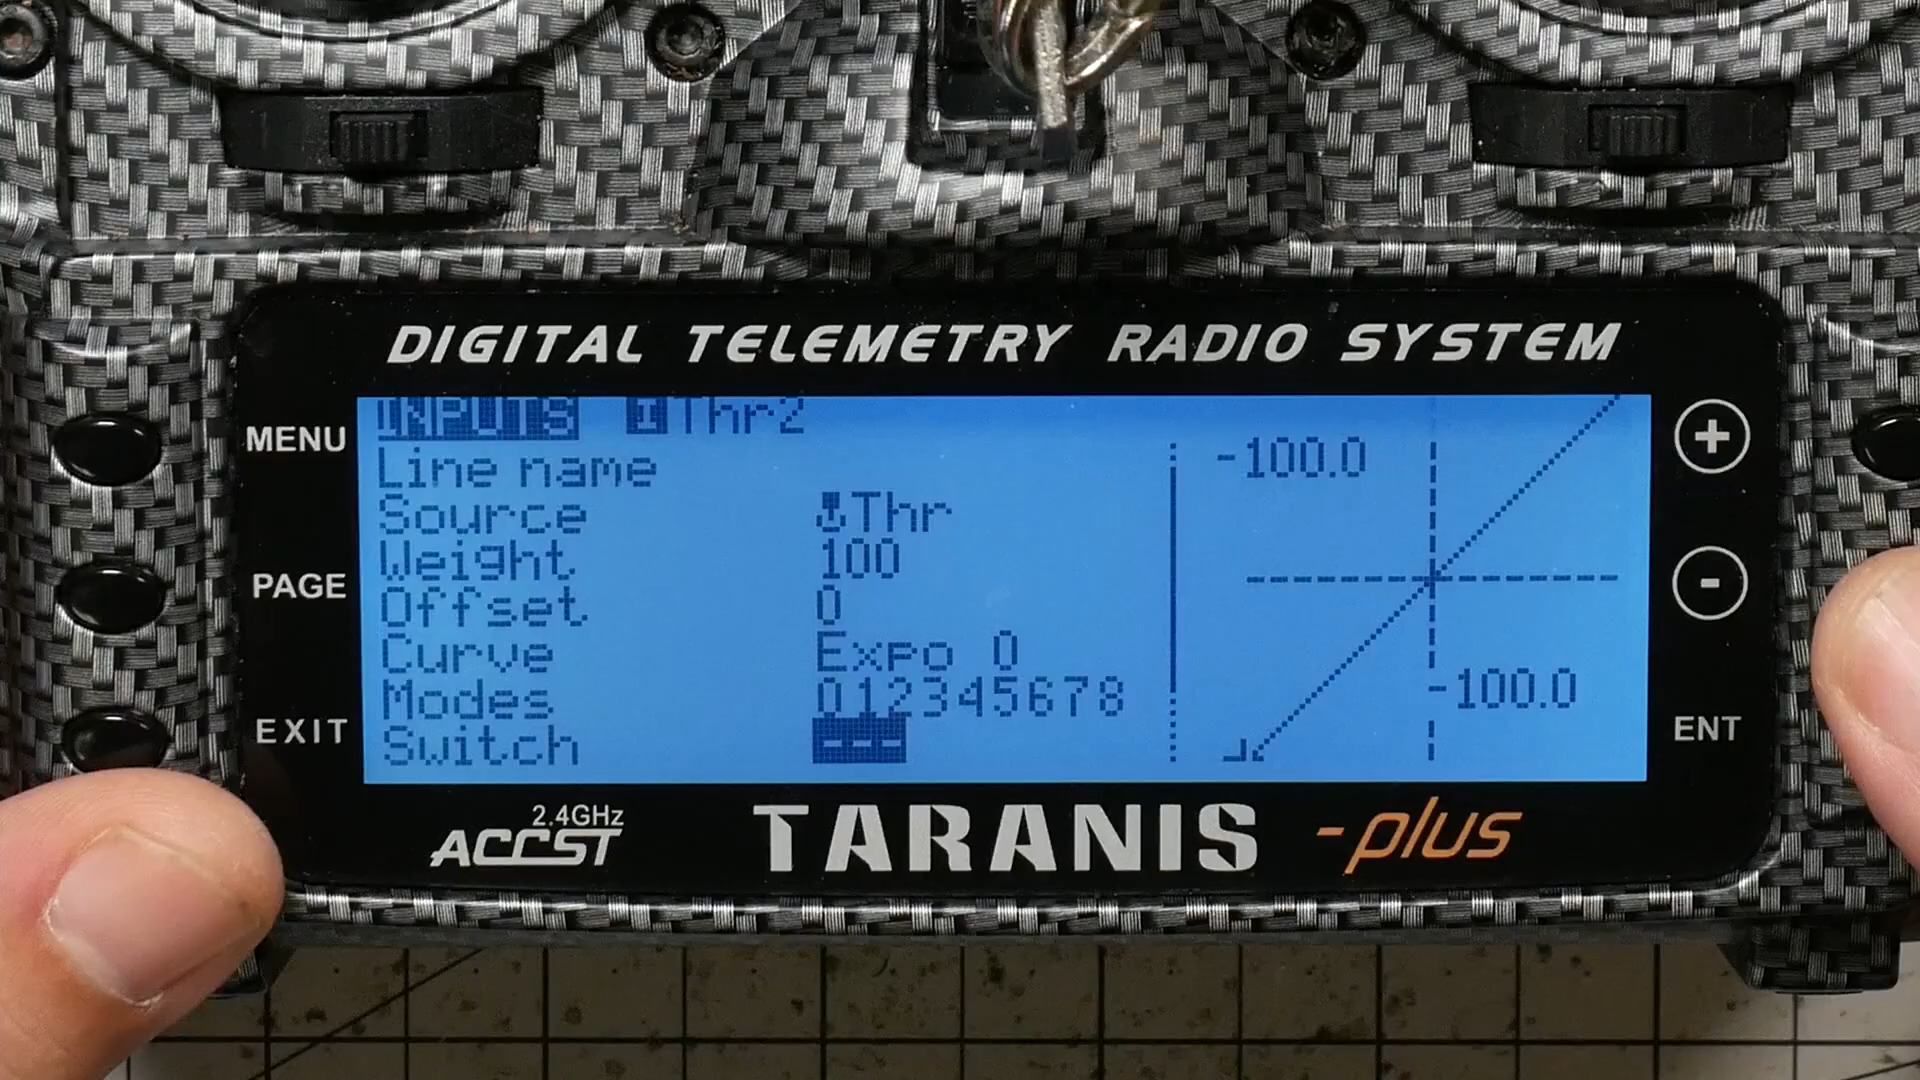 DIGITAL TELEMETRY RADIO SYSTEM
MENU
PAGE
EXIT
INPUTS IThr2
Line name
Source Thr
Weight 100
Offset 0
Curve Expo 0
Modes 012345678
Switch ---
-100.0
-100.0
+
-
ENT
2.4GHz
ACCST
TARANIS -plus